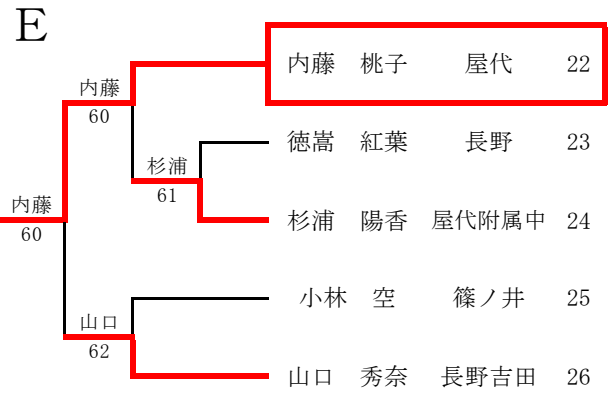 E
内藤 桃子 屋代 22
内藤
60
徳嵩 紅葉 長野 23
杉浦
61
内藤
60
杉浦 陽香 屋代附属中 24
小林 空 篠ノ井 25
山口
62
山口 秀奈 長野吉田 26